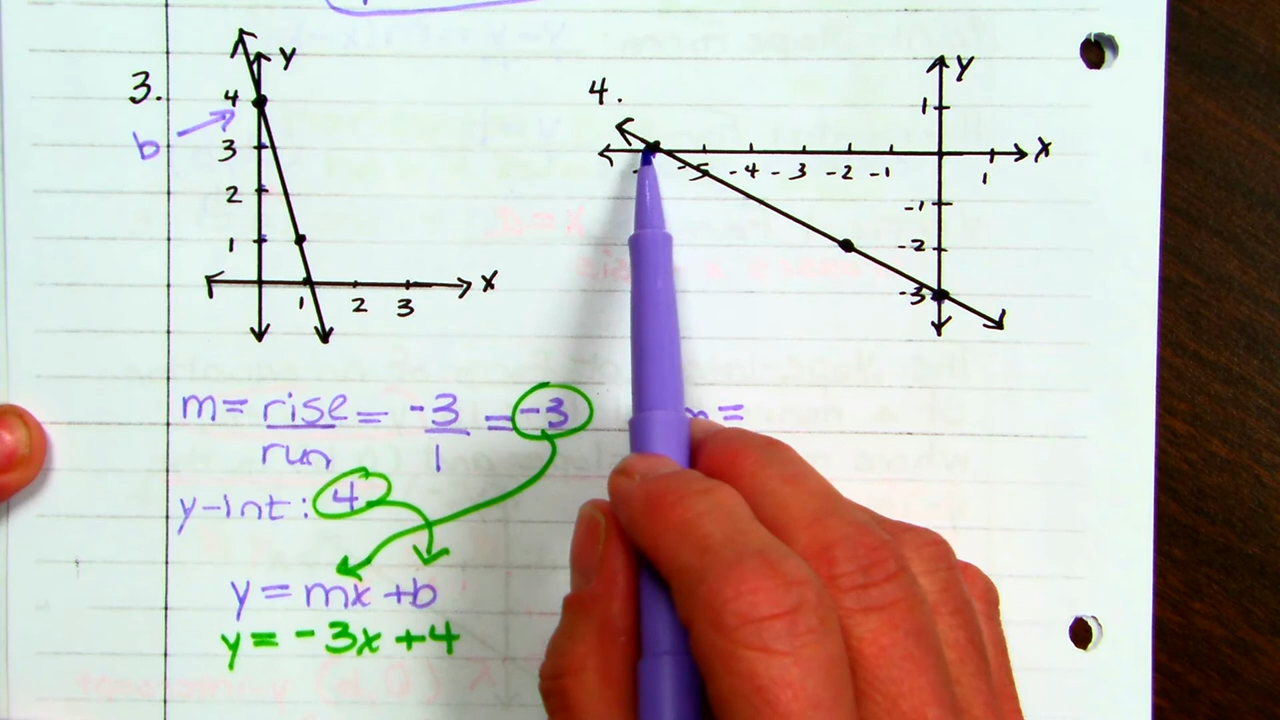 3.
y
4
b
3
2
1
1 2 3 x
m = rise = -3 = -3
run 1
y-int: 4
y = mx + b
y = -3x + 4
4.
y
1
x
-5 -4 -3 -2 -1 1
-1
-2
-3
=